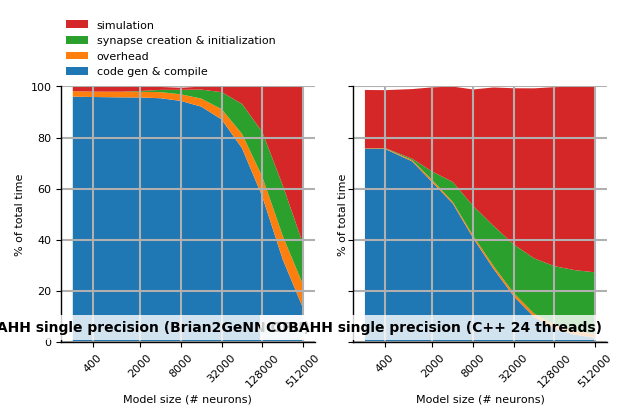 simulation
synapse creation & initialization
overhead
code gen & compile
100
80
60
40
20
0
% of total time
400
2000
8000
32000
128000
512000
Model size (# neurons)
% of total time
400
2000
8000
32000
128000
512000
Model size (# neurons)
AHH single precision (Brian2GeNN
COBAHH single precision (C++ 24 threads)